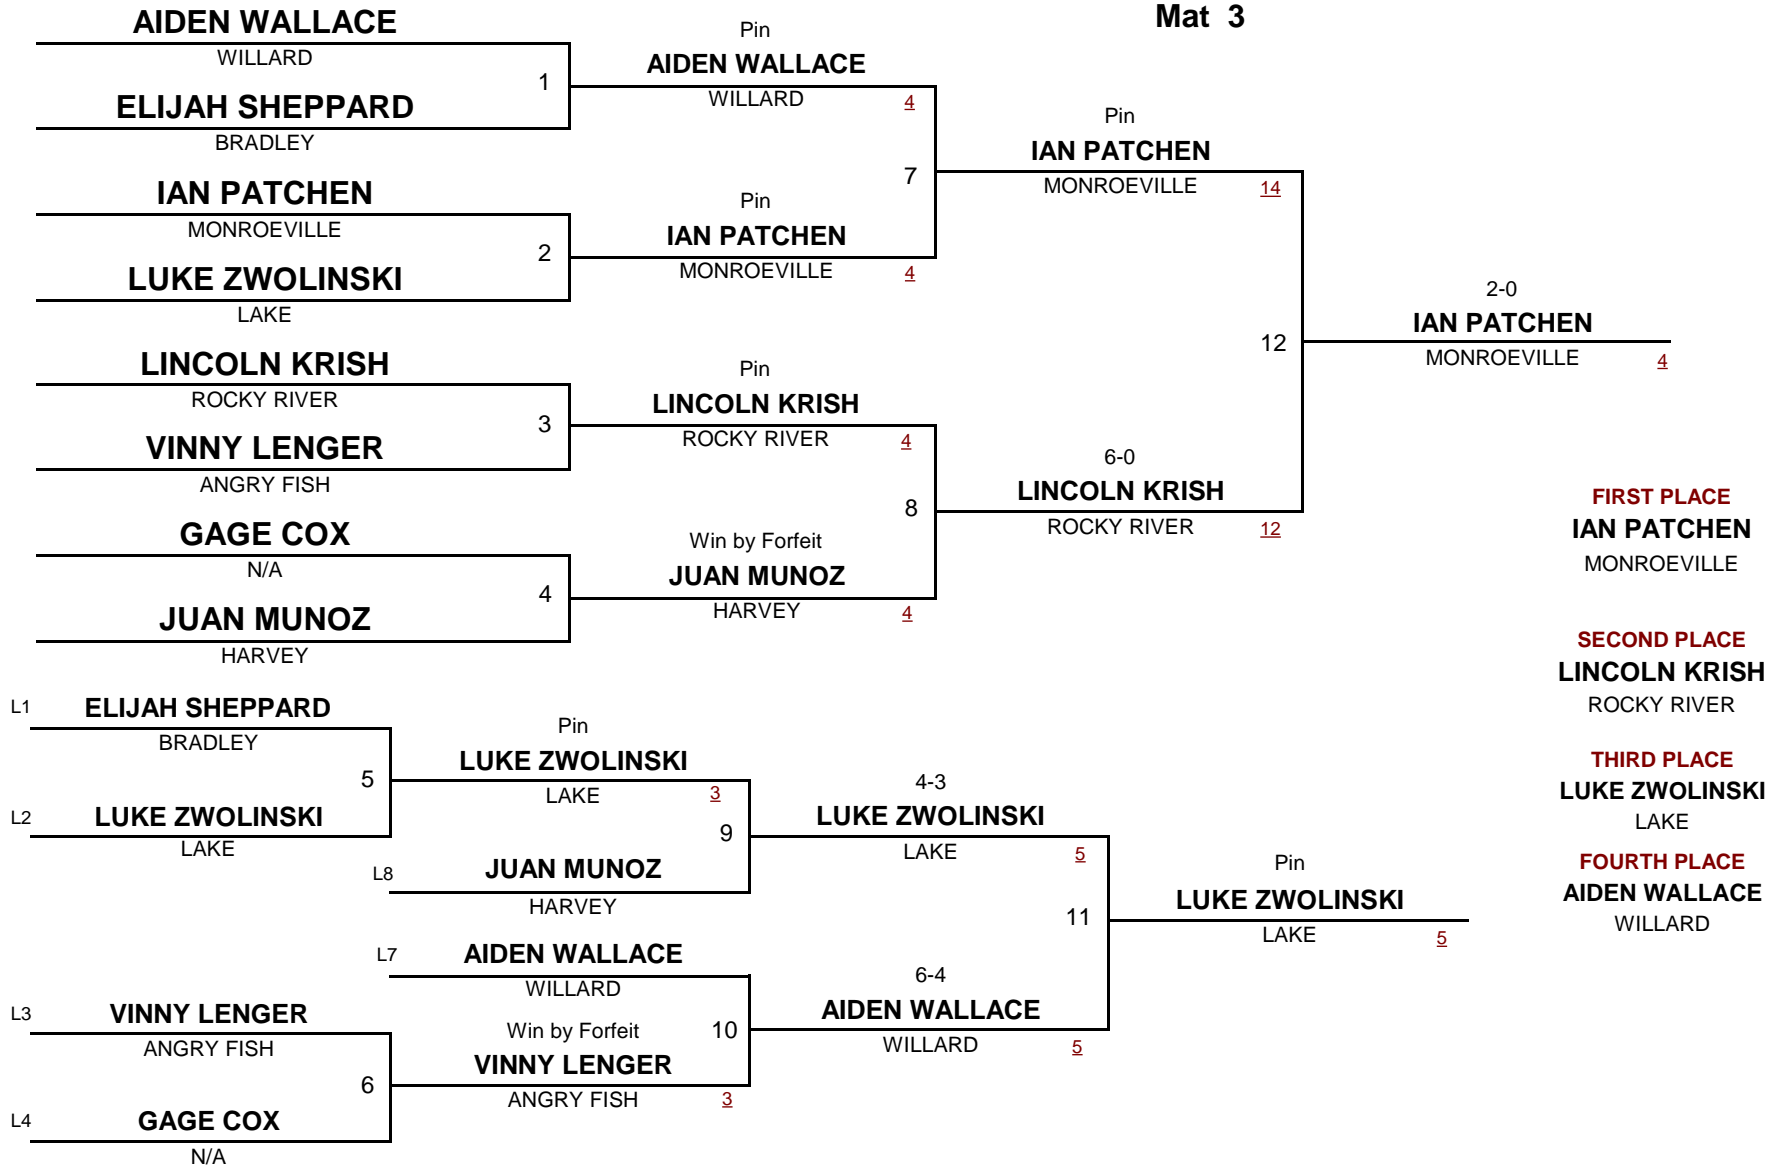 Mat 3
AIDEN WALLACE
WILLARD
1
ELIJAH SHEPPARD
BRADLEY
Pin
AIDEN WALLACE
WILLARD
4
IAN PATCHEN
MONROEVILLE
2
LUKE ZWOLINSKI
LAKE
Pin
IAN PATCHEN
MONROEVILLE
4
7
Pin
IAN PATCHEN
MONROEVILLE
14
LINCOLN KRISH
ROCKY RIVER
3
VINNY LENGER
ANGRY FISH
Pin
LINCOLN KRISH
ROCKY RIVER
4
GAGE COX
N/A
4
JUAN MUNOZ
HARVEY
Win by Forfeit
JUAN MUNOZ
HARVEY
4
8
6-0
LINCOLN KRISH
ROCKY RIVER
12
12
2-0
IAN PATCHEN
MONROEVILLE
4
FIRST PLACE
IAN PATCHEN
MONROEVILLE
SECOND PLACE
LINCOLN KRISH
ROCKY RIVER
THIRD PLACE
LUKE ZWOLINSKI
LAKE
FOURTH PLACE
AIDEN WALLACE
WILLARD
L1
ELIJAH SHEPPARD
BRADLEY
5
L2
LUKE ZWOLINSKI
LAKE
Pin
LUKE ZWOLINSKI
LAKE
3
9
L8
JUAN MUNOZ
HARVEY
4-3
LUKE ZWOLINSKI
LAKE
5
L7
AIDEN WALLACE
WILLARD
L3
VINNY LENGER
ANGRY FISH
6
L4
GAGE COX
N/A
Win by Forfeit
10
VINNY LENGER
ANGRY FISH
3
6-4
AIDEN WALLACE
WILLARD
5
11
Pin
LUKE ZWOLINSKI
LAKE
5